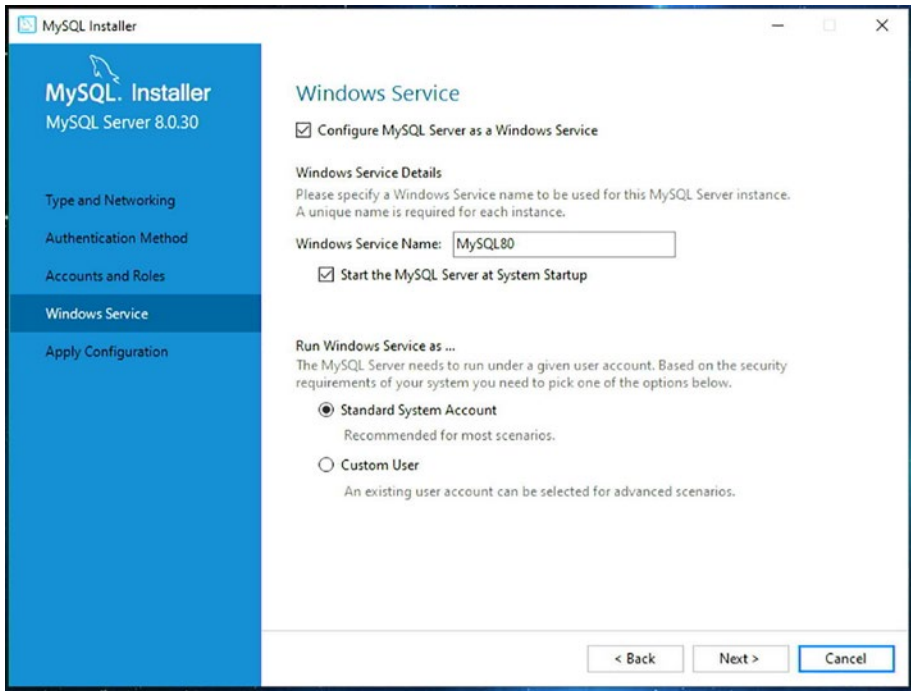 MySQL Installer
MySQL. Installer
MySQL Server 8.0.30
Type and Networking
Authentication Method
Accounts and Roles
Windows Service
Apply Configuration
Windows Service
Configure MySQL Server as a Windows Service
Windows Service Details
Please specify a Windows Service name to be used for this MySQL Server instance.
A unique name is required for each instance.
Windows Service Name: MySQL80
Start the MySQL Server at System Startup
Run Windows Service as ...
The MySQL Server needs to run under a given user account. Based on the security
requirements of your system you need to pick one of the options below.
Standard System Account
Recommended for most scenarios.
Custom User
An existing user account can be selected for advanced scenarios.
< Back Next > Cancel